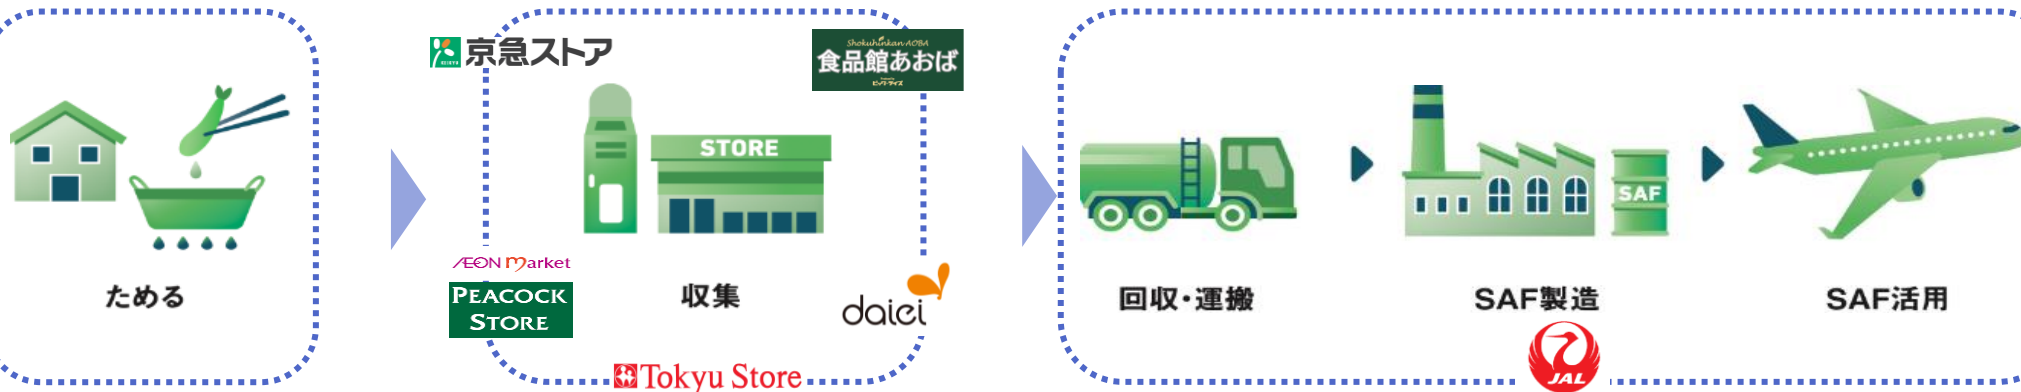 京急ストア
Shokuhinkan AOBA
食品館あおば
STORE
ÆON Market
PEACOCK
STORE
daiei
Tokyu Store
ためる
収集
SAF
回収・運搬
SAF製造
SAF活用
JAL